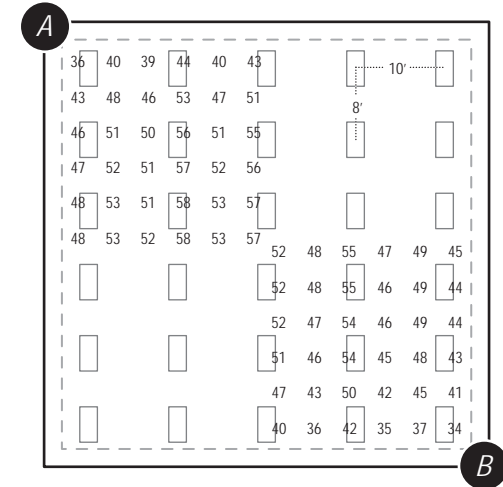 A
36 40 39 44 40 43
10'
43 48 46 53 47 51
8'
46 51 50 56 51 55
47 52 51 57 52 56
48 53 51 58 53 57
48 53 52 58 53 57
52 48 55 47 49 45
52 48 55 46 49 44
52 47 54 46 49 44
51 46 54 45 48 43
47 43 50 42 45 41
40 36 42 35 37 34
B